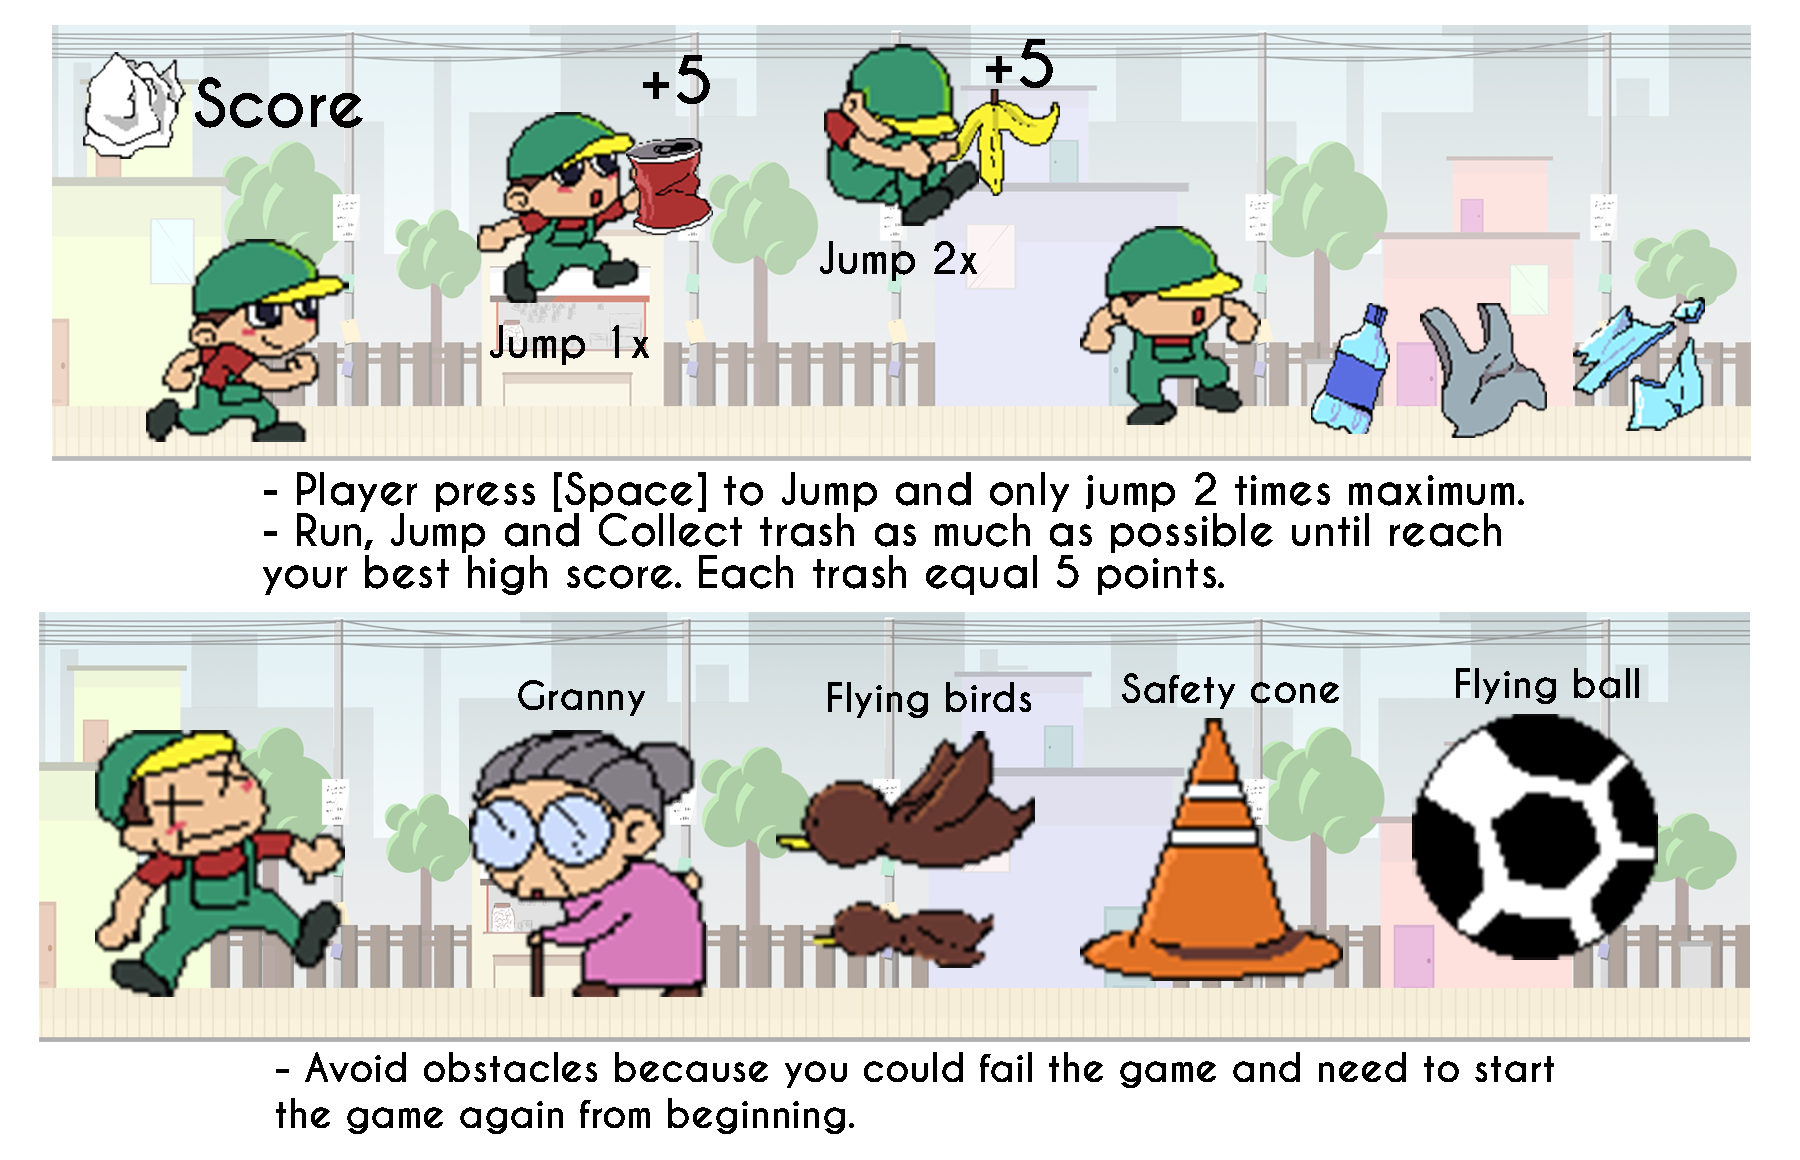 Score
+5
+5
Jump 1x
Jump 2x
- Player press [Space] to Jump and only jump 2 times maximum.
- Run, Jump and Collect trash as much as possible until reach
your best high score. Each trash equal 5 points.
Granny
Flying birds
Safety cone
Flying ball
- Avoid obstacles because you could fail the game and need to start
the game again from beginning.